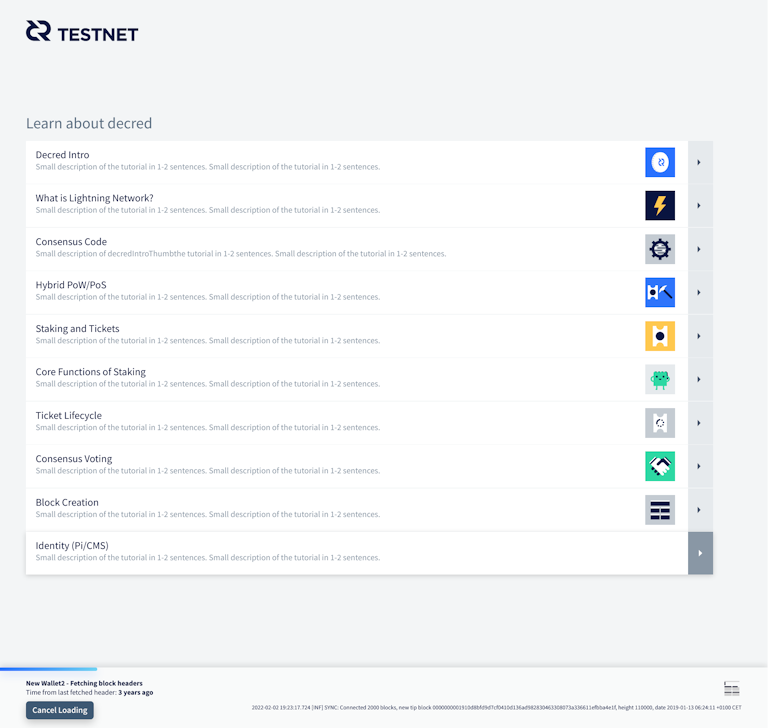 TESTNET
Learn about decred
Decred Intro
Small description of the tutorial in 1-2 sentences. Small description of the tutorial in 1-2 sentences.
What is Lightning Network?
Small description of the tutorial in 1-2 sentences. Small description of the tutorial in 1-2 sentences.
Consensus Code
Small description of decredIntroThumbthe tutorial in 1-2 sentences. Small description of the tutorial in 1-2 sentences.
Hybrid PoW/PoS
Small description of the tutorial in 1-2 sentences. Small description of the tutorial in 1-2 sentences.
Staking and Tickets
Small description of the tutorial in 1-2 sentences. Small description of the tutorial in 1-2 sentences.
Core Functions of Staking
Small description of the tutorial in 1-2 sentences. Small description of the tutorial in 1-2 sentences.
Ticket Lifecycle
Small description of the tutorial in 1-2 sentences. Small description of the tutorial in 1-2 sentences.
Consensus Voting
Small description of the tutorial in 1-2 sentences. Small description of the tutorial in 1-2 sentences.
Block Creation
Small description of the tutorial in 1-2 sentences. Small description of the tutorial in 1-2 sentences.
Identity (Pi/CMS)
Small description of the tutorial in 1-2 sentences. Small description of the tutorial in 1-2 sentences.
New Wallet2 - Fetching block headers
Time from last fetched header: 3 years ago
Cancel Loading
2022-02-02 19:23:17.724 [INF] SYNC: Connected 2000 blocks, new tip block height 110000, date 2019-01-13 06:24:11 +0100 CET